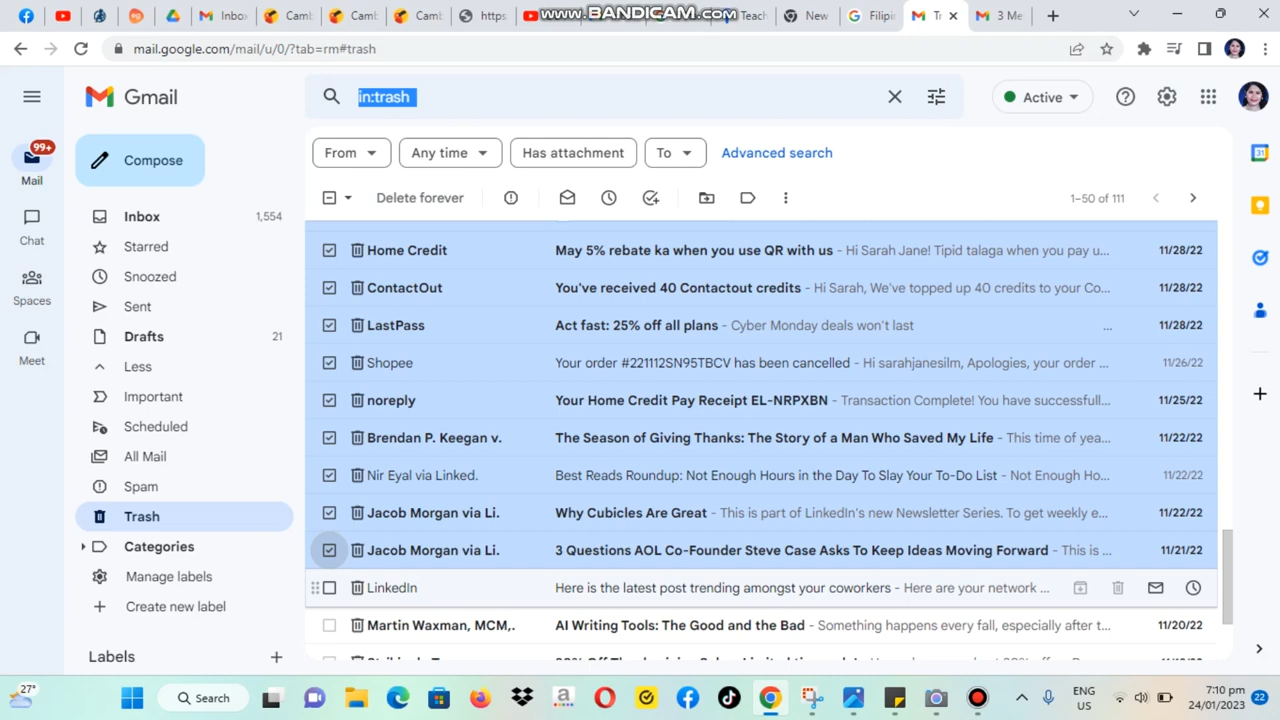 Inbo
Camb
Camb
Camb
https
www.BANDICAM.com
Teach
New
Filipi
Tr
3 Me
mail.google.com/mail/u/0/?tab=rm#trash
Gmail
in:trash
Active
99+
Mail
Chat
Spaces
Meet
Compose
Inbox 1,554
Starred
Snoozed
Sent
Drafts 21
Less
Important
Scheduled
All Mail
Spam
Trash
Categories
Manage labels
Create new label
Labels
From Any time Has attachment To Advanced search
Delete forever 1–50 of 111
Home Credit May 5% rebate ka when you use QR with us - Hi Sarah Jane! Tipid talaga when you pay u... 11/28/22
ContactOut You've received 40 Contactout credits - Hi Sarah, We've topped up 40 credits to your Co... 11/28/22
LastPass Act fast: 25% off all plans - Cyber Monday deals won't last ... 11/28/22
Shopee Your order #221112SN95TBCV has been cancelled - Hi sarahjanesilm, Apologies, your order ... 11/26/22
noreply Your Home Credit Pay Receipt EL-NRPXBN - Transaction Complete! You have successfull... 11/25/22
Brendan P. Keegan v. The Season of Giving Thanks: The Story of a Man Who Saved My Life - This time of yea... 11/22/22
Nir Eyal via Linked. Best Reads Roundup: Not Enough Hours in the Day To Slay Your To-Do List - Not Enough Ho... 11/22/22
Jacob Morgan via Li. Why Cubicles Are Great - This is part of LinkedIn's new Newsletter Series. To get weekly e... 11/22/22
Jacob Morgan via Li. 3 Questions AOL Co-Founder Steve Case Asks To Keep Ideas Moving Forward - This is ... 11/21/22
LinkedIn Here is the latest post trending amongst your coworkers - Here are your network ...
Martin Waxman, MCM,. AI Writing Tools: The Good and the Bad - Something happens every fall, especially after t... 11/20/22
27°
Search
ENG
US
7:10 pm
24/01/2023
22